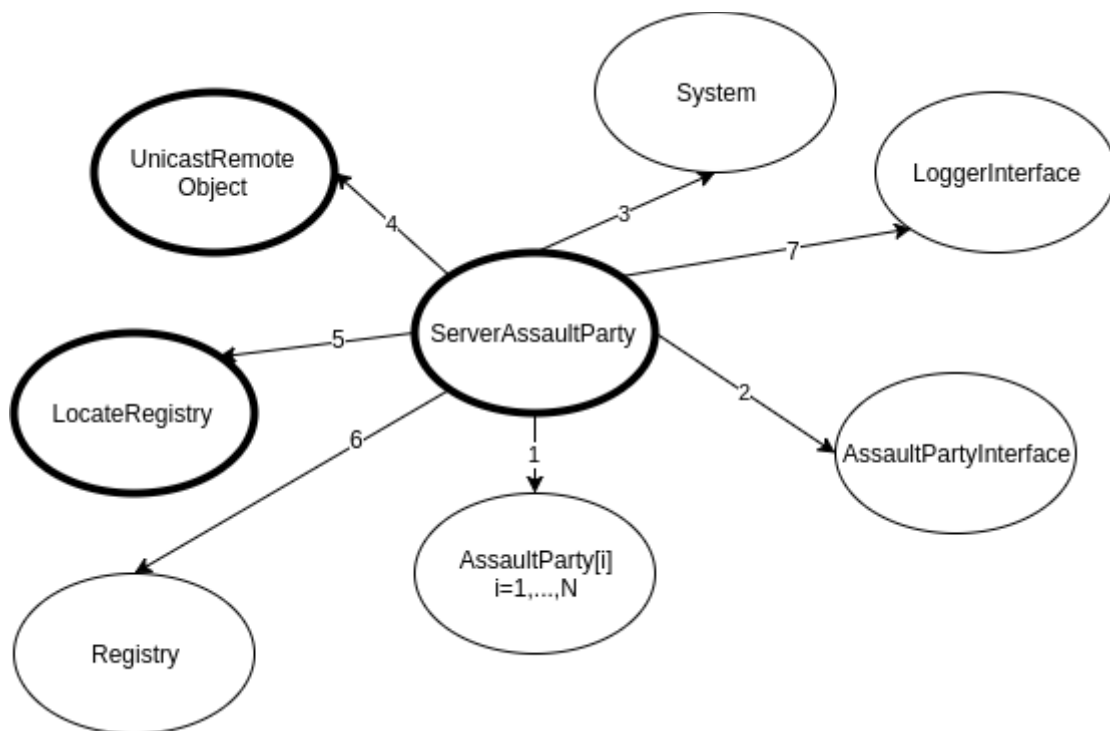 System
UnicastRemote
Object
LoggerInterface
3
4
7
ServerAssaultParty
5
LocateRegistry
2
6
1
AssaultPartyInterface
AssaultParty[i]
i=1,...,N
Registry